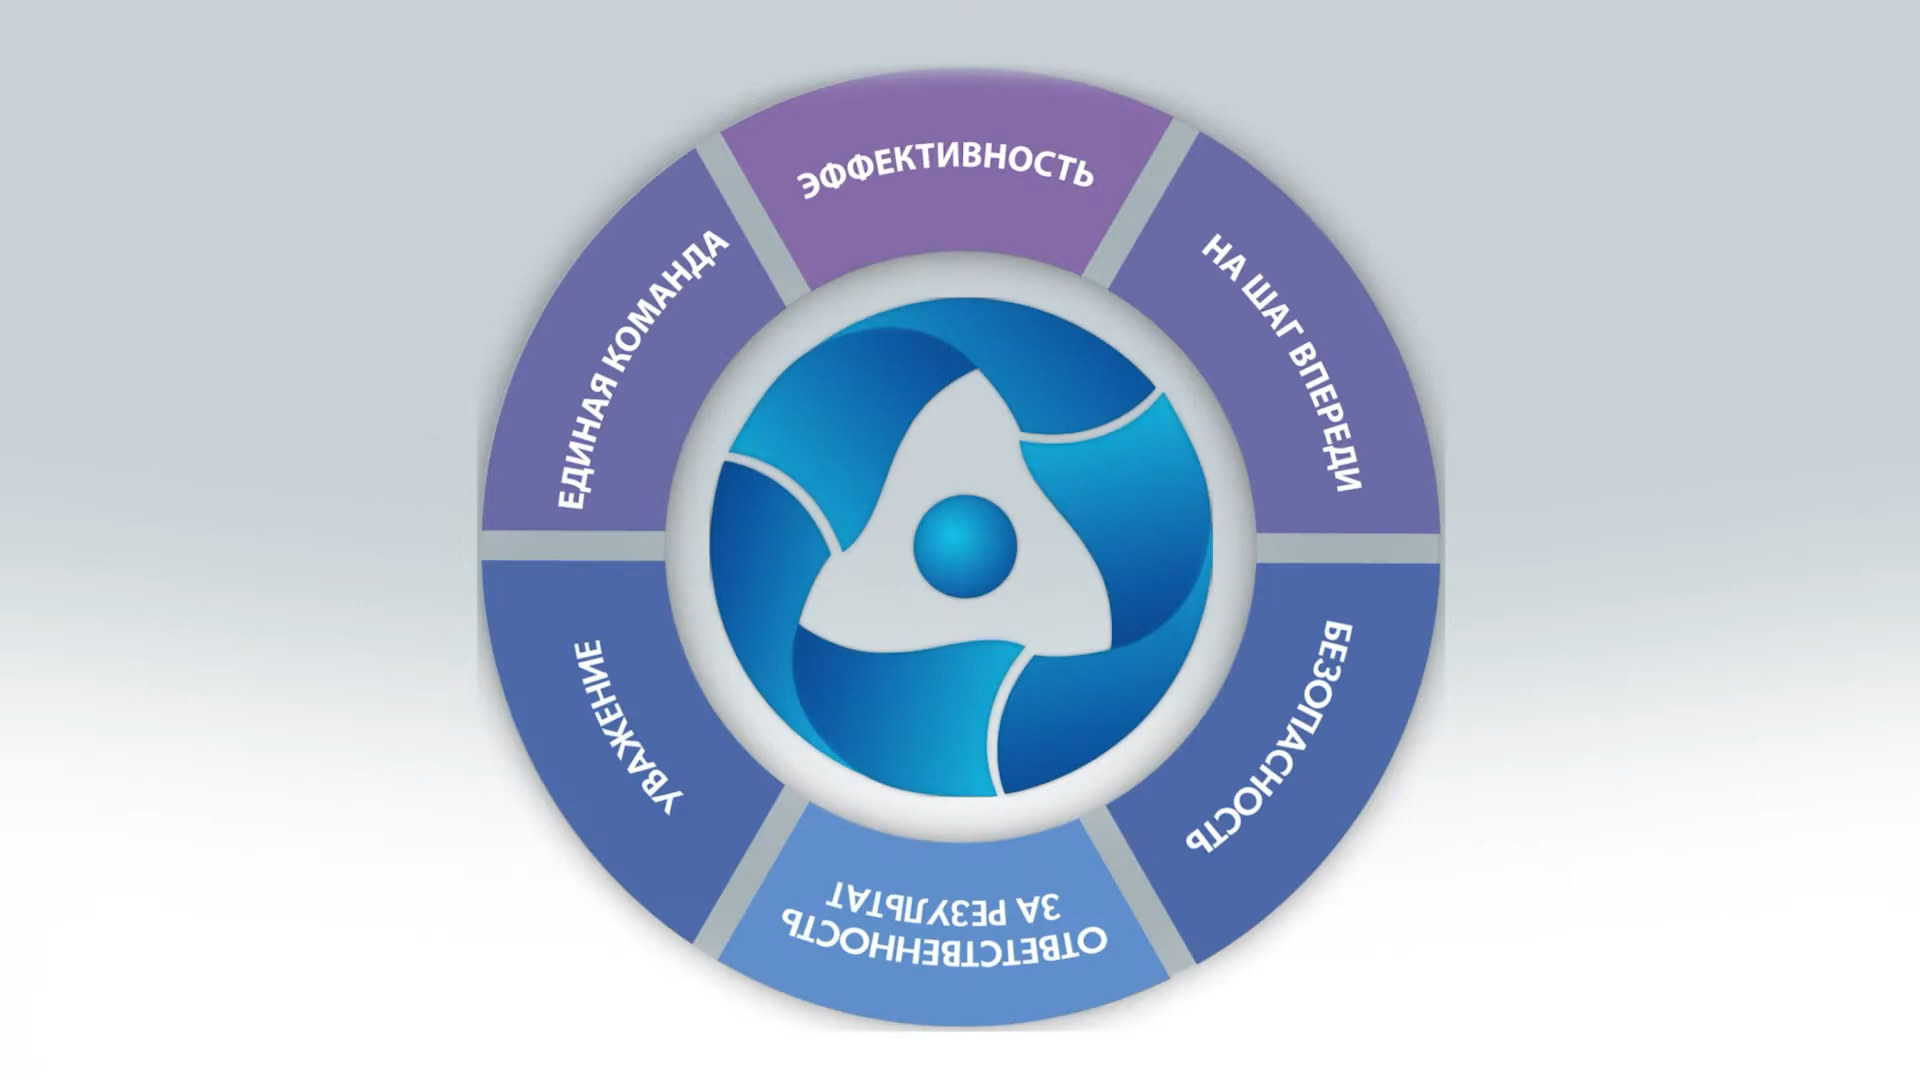 ЭФФЕКТИВНОСТЬ
НА ШАГ ВПЕРЕДИ
БЕЗОПАСНОСТЬ
ОТВЕТСТВЕННОСТЬ
ЗА РЕЗУЛЬТАТ
УВАЖЕНИЕ
ЕДИНАЯ КОМАНДА